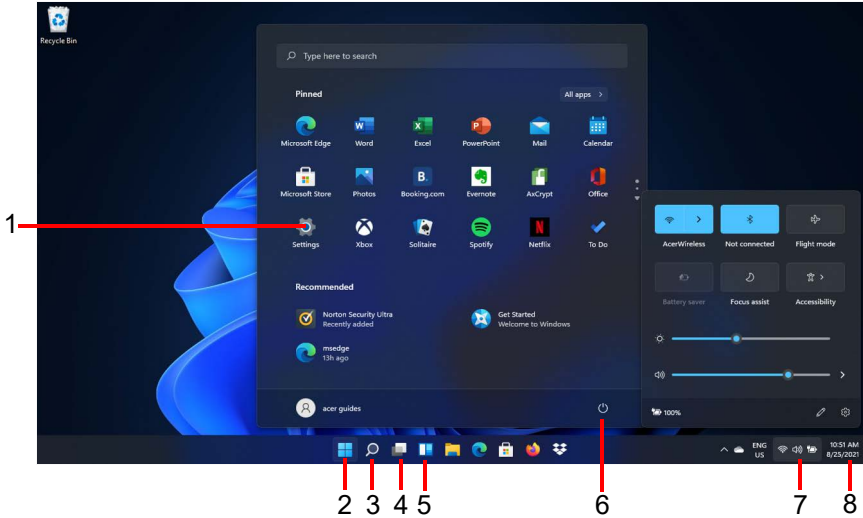 Recycle Bin
Type here to search
Pinned
All apps >
Microsoft Edge
Word
Excel
PowerPoint
Mail
Calendar
Microsoft Store
Photos
B.
Booking.com
Evernote
AxCrypt
Office
1
Settings
Xbox
Solitaire
Spotify
Netflix
To Do
Recommended
Norton Security Ultra
Recently added
Get Started
Welcome to Windows
msedge
13h ago
acer guides
AcerWireless
Not connected
Flight mode
Battery saver
Focus assist
Accessibility
100%
ENG
US
10:51 AM
8/25/2021
2 3 4 5 6 7 8